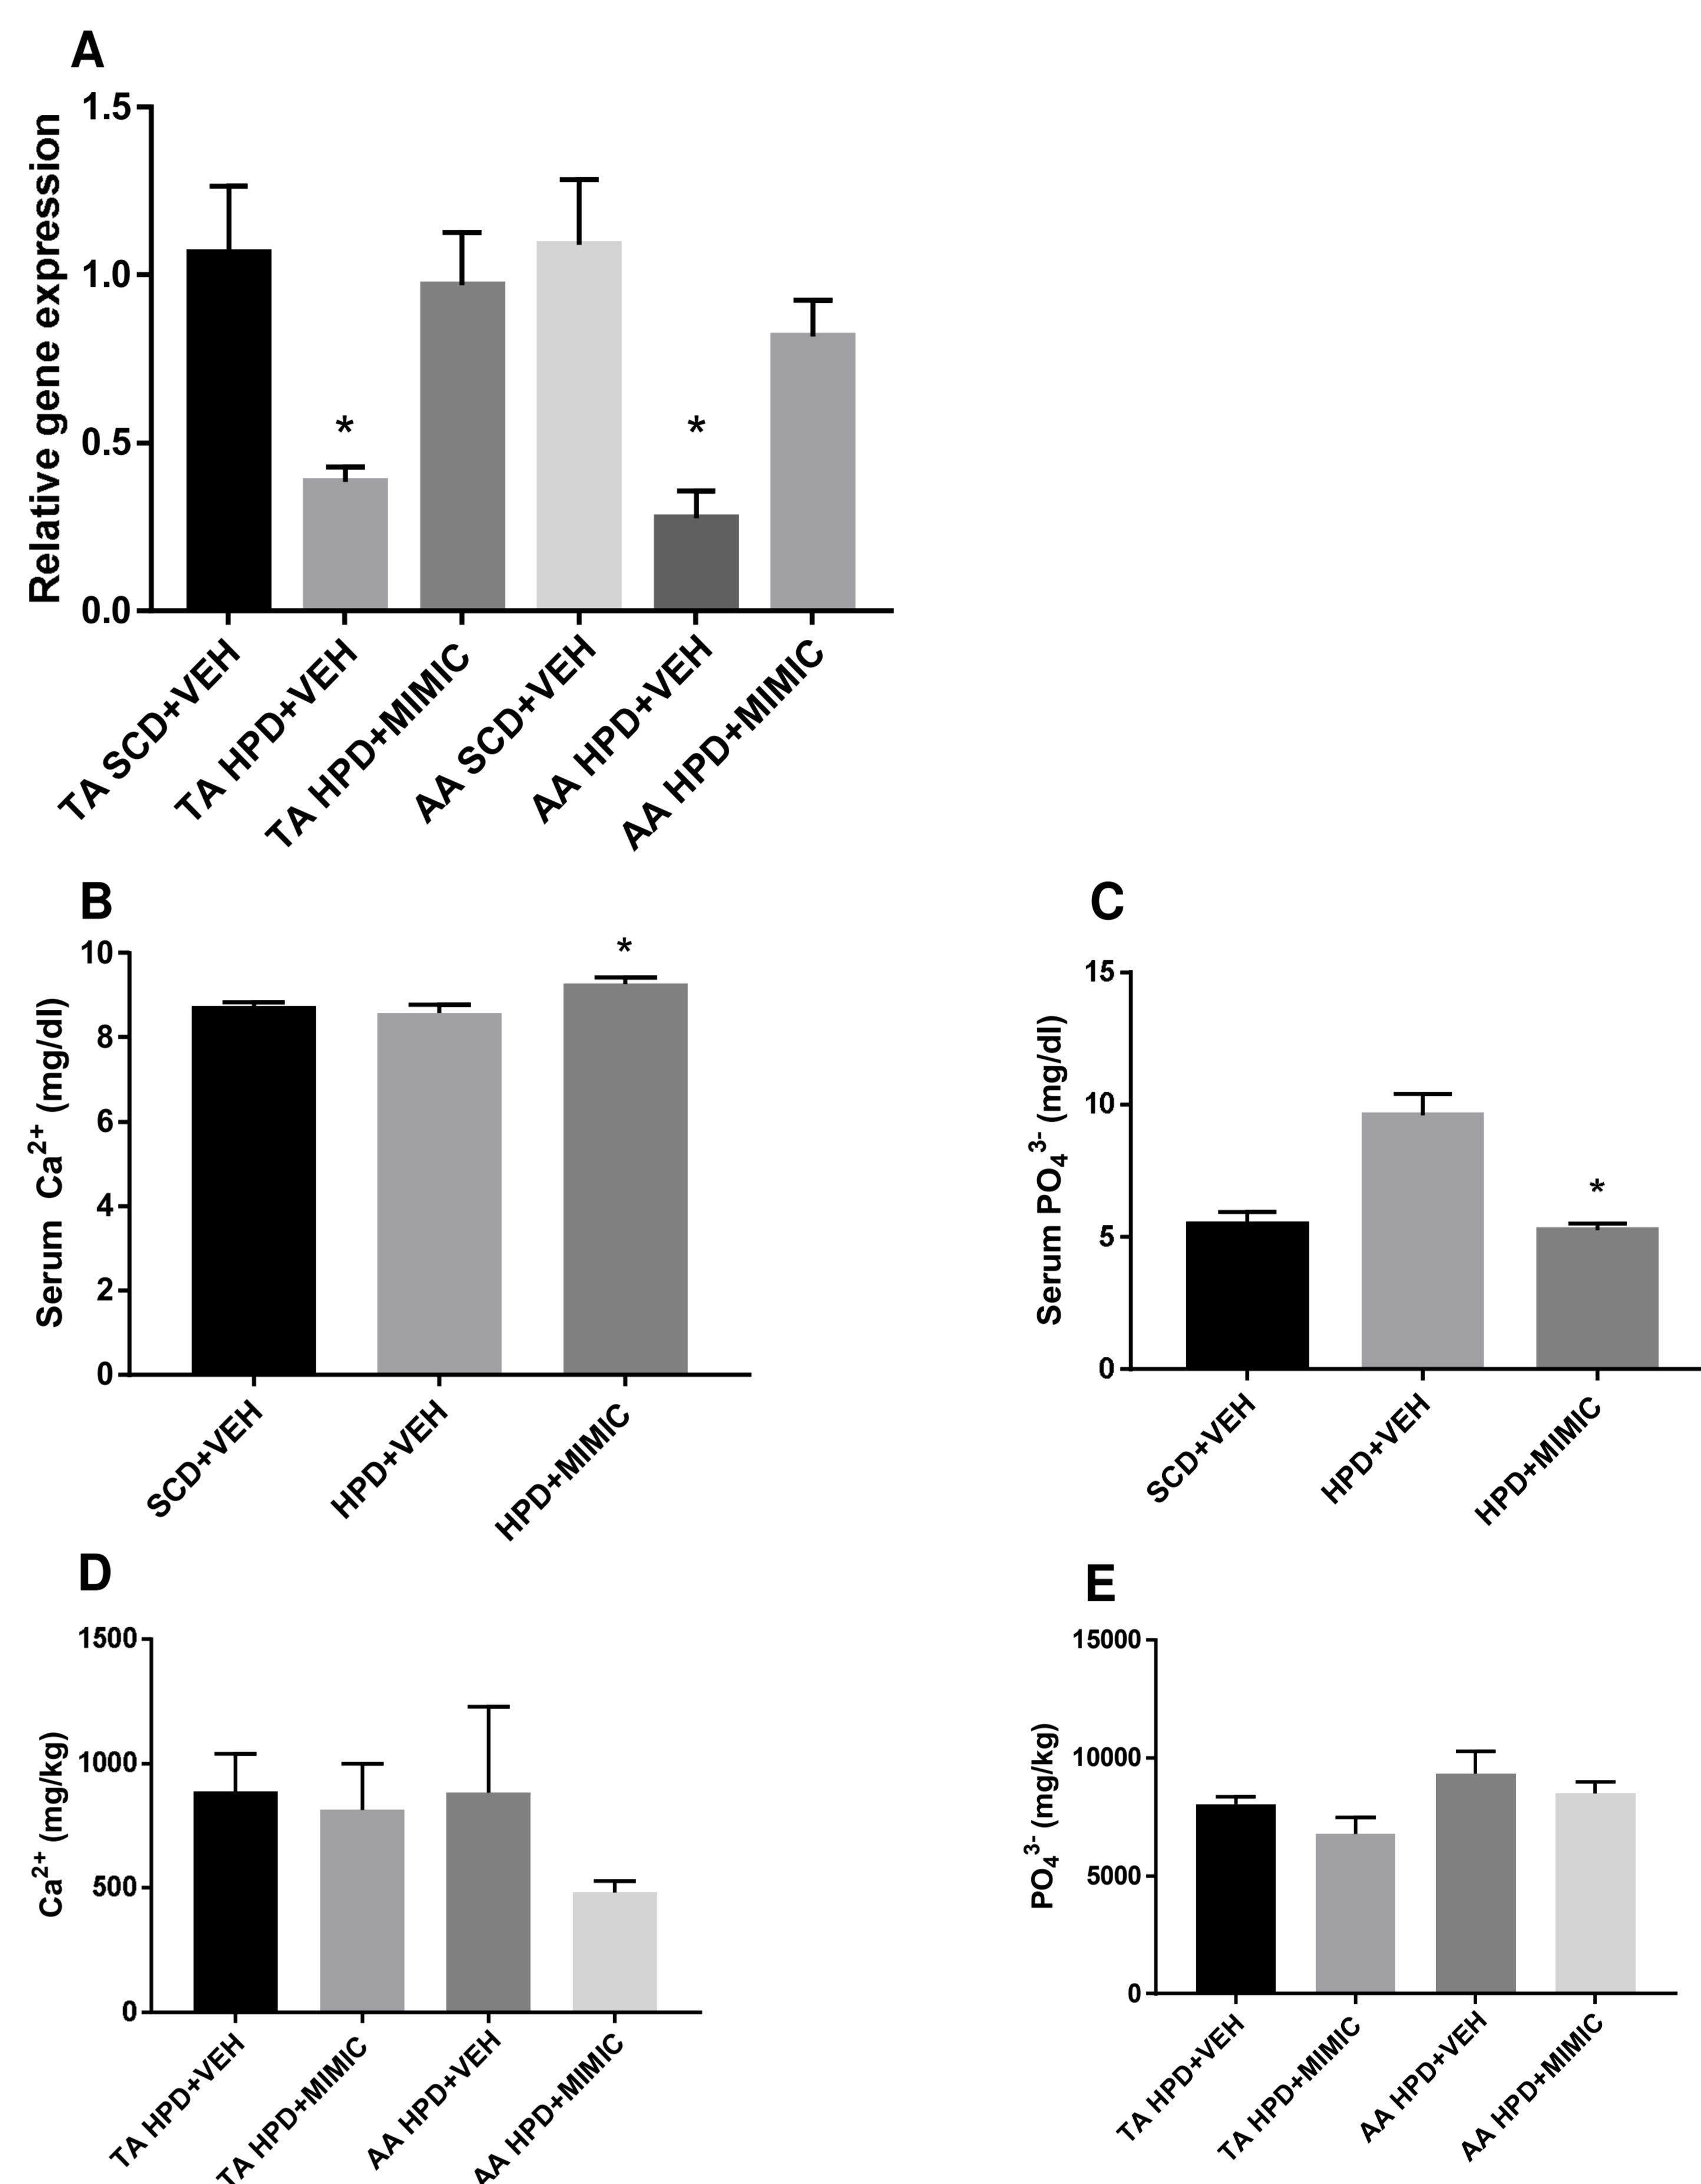 A
Relative gene expression
1.5
1.0
0.5
0.0
*
*
TA SCD+VEH
TA HPD+VEH
TA HPD+MIMIC
AA SCD+VEH
AA HPD+VEH
AA HPD+MIMIC
B
Serum Ca2+ (mg/dl)
10
8
6
4
2
0
*
SCD+VEH
HPD+VEH
HPD+MIMIC
C
Serum PO43- (mg/dl)
15
10
5
0
*
SCD+VEH
HPD+VEH
HPD+MIMIC
D
Ca2+ (mg/kg)
1500
1000
500
0
TA HPD+VEH
TA HPD+MIMIC
AA HPD+VEH
AA HPD+MIMIC
E
PO43- (mg/kg)
15000
10000
5000
0
TA HPD+VEH
TA HPD+MIMIC
AA HPD+VEH
AA HPD+MIMIC